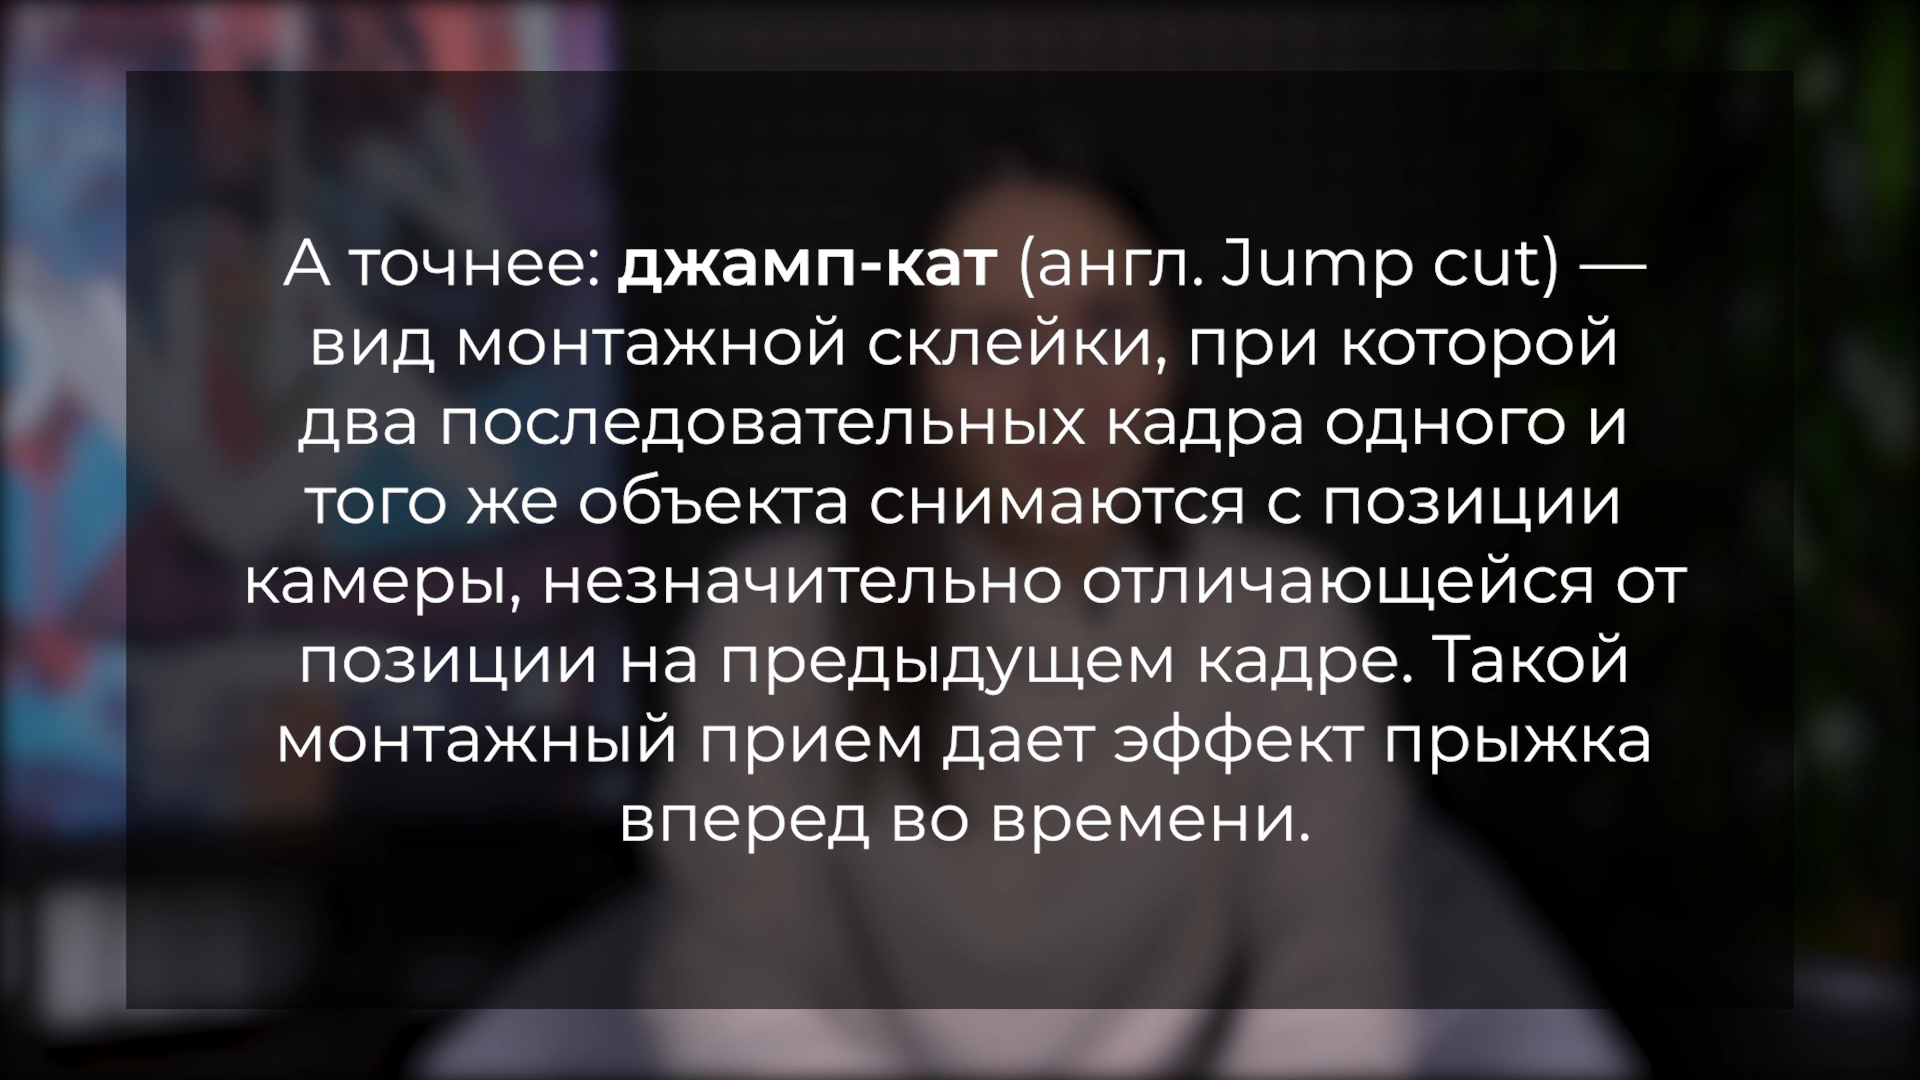 А точнее: джамп-кат (англ. Jump cut) —
вид монтажной склейки, при которой
два последовательных кадра одного и
того же объекта снимаются с позиции
камеры, незначительно отличающейся от
позиции на предыдущем кадре. Такой
монтажный прием дает эффект прыжка
вперед во времени.